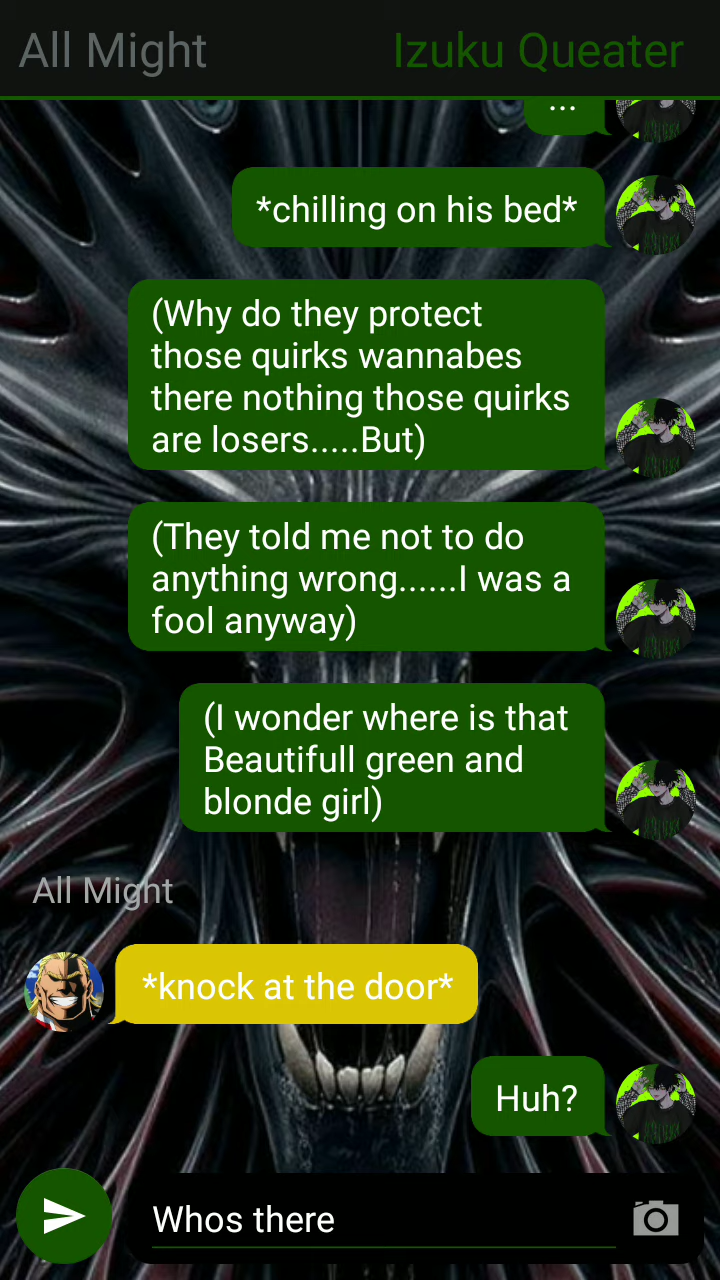 All Might
Izuku Queater
...
*chilling on his bed*
(Why do they protect
those quirks wannabes
there nothing those quirks
are losers.....But)
(They told me not to do
anything wrong......I was a
fool anyway)
(I wonder where is that
Beautifull green and
blonde girl)
All Might
*knock at the door*
Huh?
Whos there